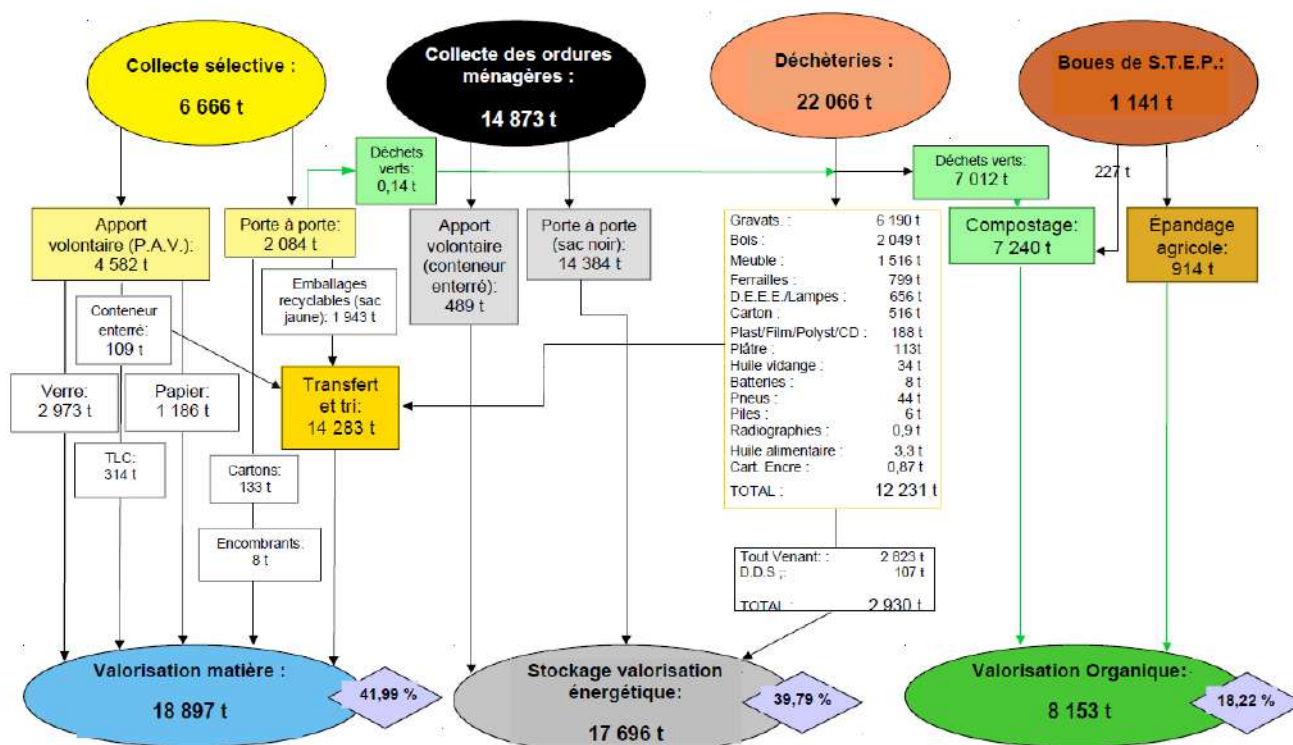 Collecte sélective :
6 666 t
Collecte des ordures
ménagères :
14 873 t
Déchèteries :
22 066 t
Boues de S.T.E.P.:
1 141 t
Déchets
verts:
0,14 t
Déchets verts:
7 012 t
227 t
Apport
volontaire (P.A.V.):
4 582 t
Porte à porte:
2 084 t
Apport
volontaire
(conteneur
enterré):
489 t
Porte à porte
(sac noir):
14 384 t
Gravats. : 6 190 t
Bois : 2 049 t
Meuble : 1 516 t
Ferrailles : 799 t
D.E.E.E./Lampes : 656 t
Carton : 516 t
Plast/Film/Polyst/CD : 188 t
Plâtre : 113t
Huile vidange : 34 t
Batteries : 8 t
Pneus : 44 t
Piles : 6 t
Radiographies : 0,9 t
Huile alimentaire : 3,3 t
Cart. Encre : 0,87 t
TOTAL : 12 231 t
Compostage:
7 240 t
Épandage
agricole:
914 t
Conteneur
enterré:
109 t
Emballages
recyclables (sac
jaune): 1 943 t
Verre:
2 973 t
Papier:
1 186 t
Transfert
et tri:
14 283 t
TLC:
314 t
Cartons:
133 t
Encombrants:
8 t
Tout Venant: : 2 823 t
D.D.S ;: 107 t
TOTAL : 2 930 t
Valorisation matière :
18 897 t
41,99 %
Stockage valorisation
énergétique:
17 696 t
39,79 %
Valorisation Organique:
8 153 t
18,22 %